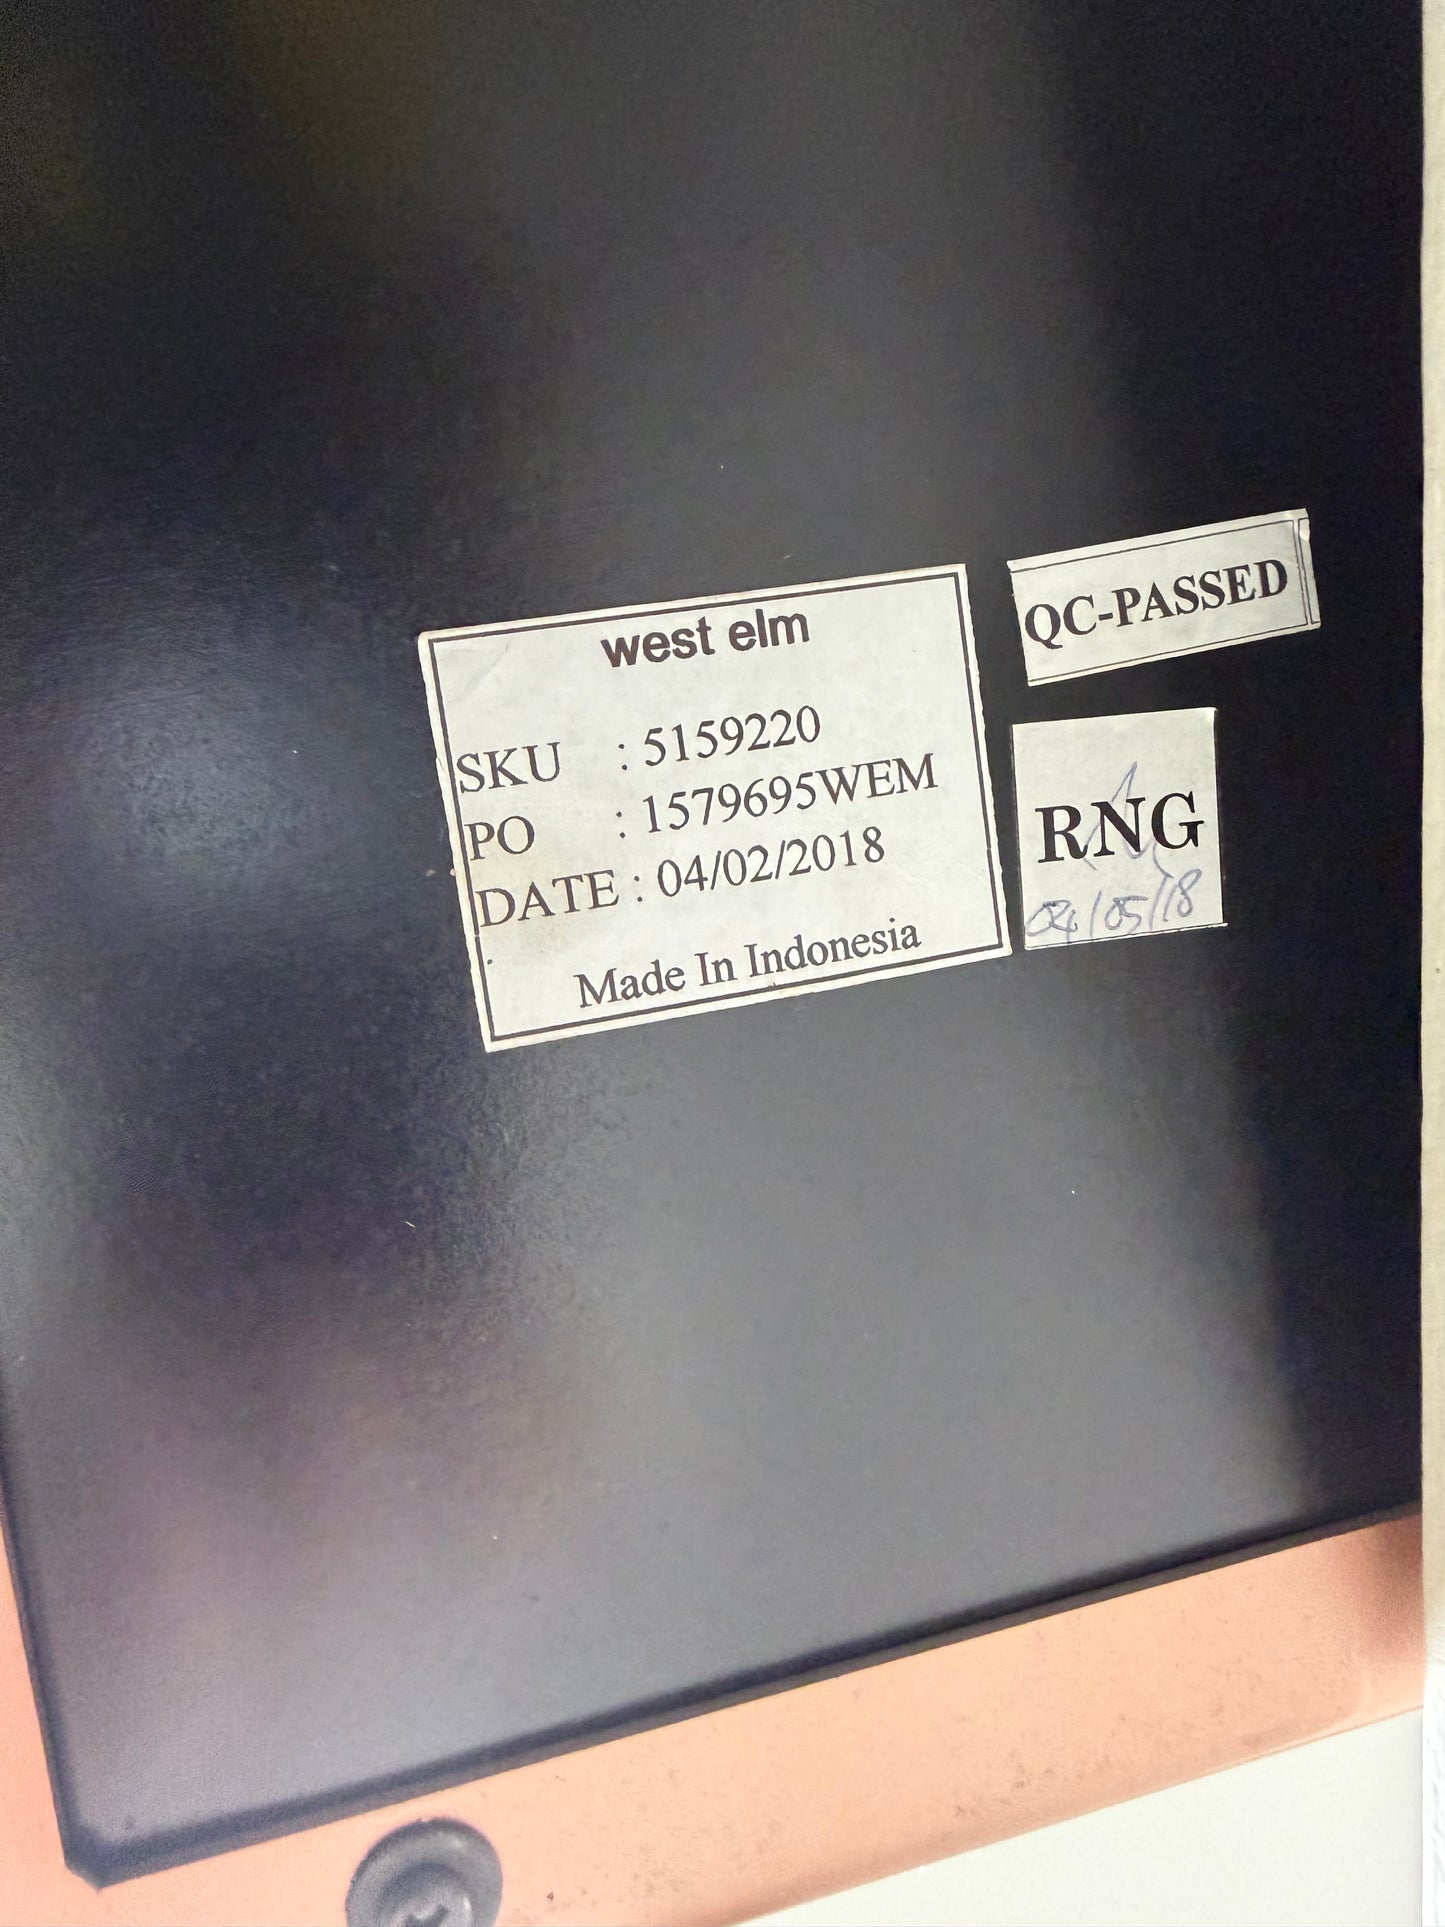 west elm
SKU : 5159220
PO : 1579695WEM
DATE : 04/02/2018
Made In Indonesia
QC-PASSED
RNG
04/05/18